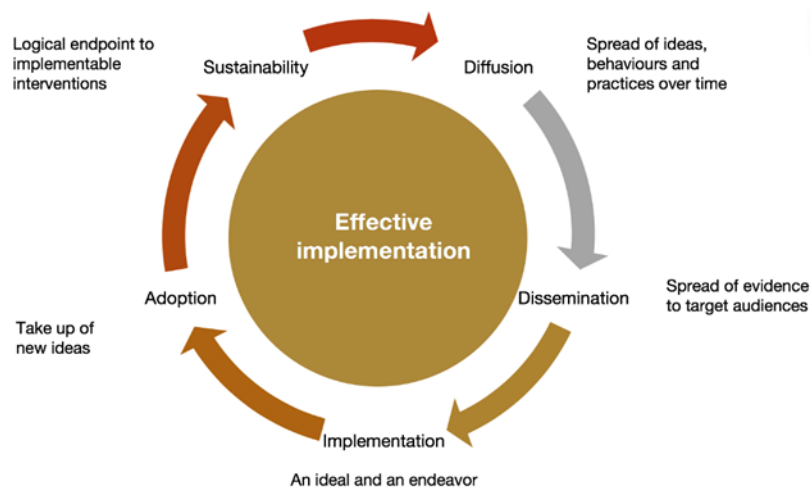 Logical endpoint to
implementable
interventions
Sustainability
Diffusion
Spread of ideas,
behaviours and
practices over time
Effective
implementation
Adoption
Dissemination
Spread of evidence
to target audiences
Take up of
new ideas
Implementation
An ideal and an endeavor